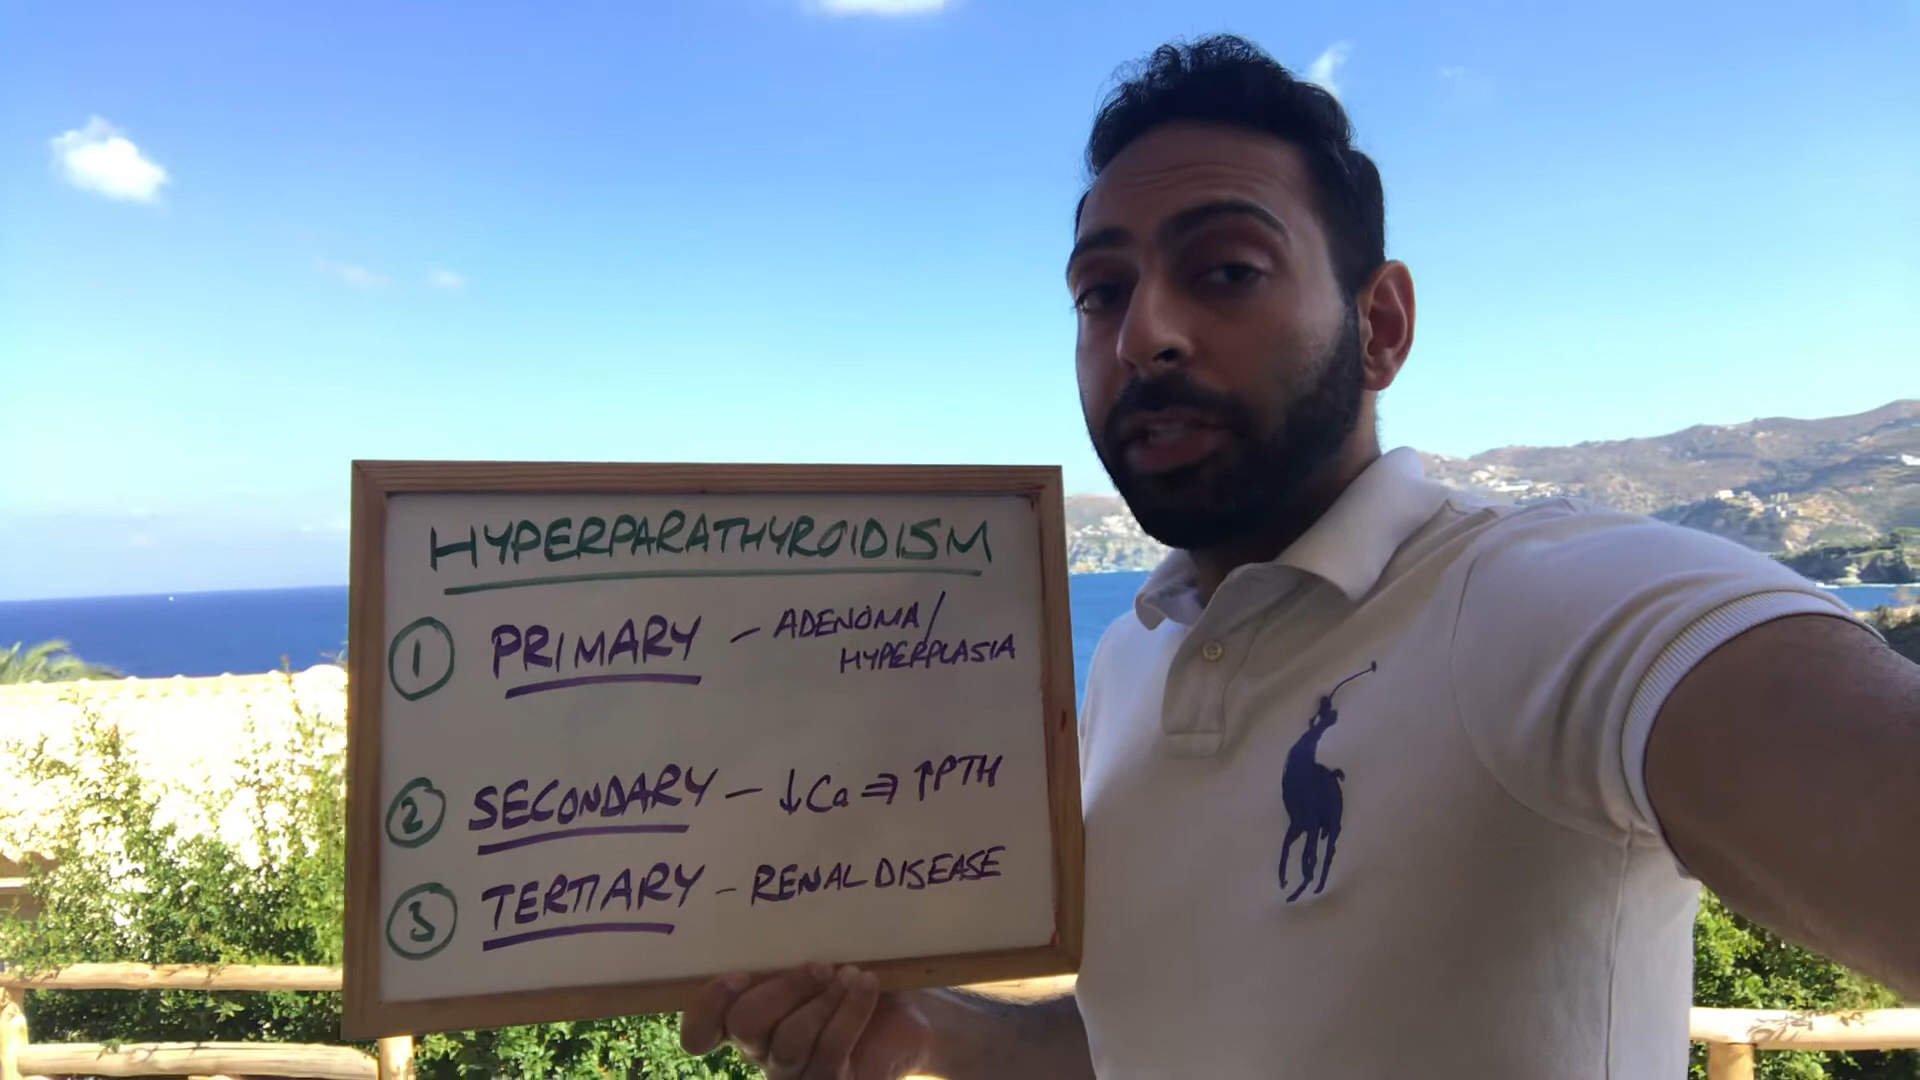 HYPERPARATHYROIDISM
1 PRIMARY - ADENOMA/
HYPERPLASIA
2 SECONDARY - ↓Ca ⇒ ↑PTH
3 TERTIARY - RENAL DISEASE